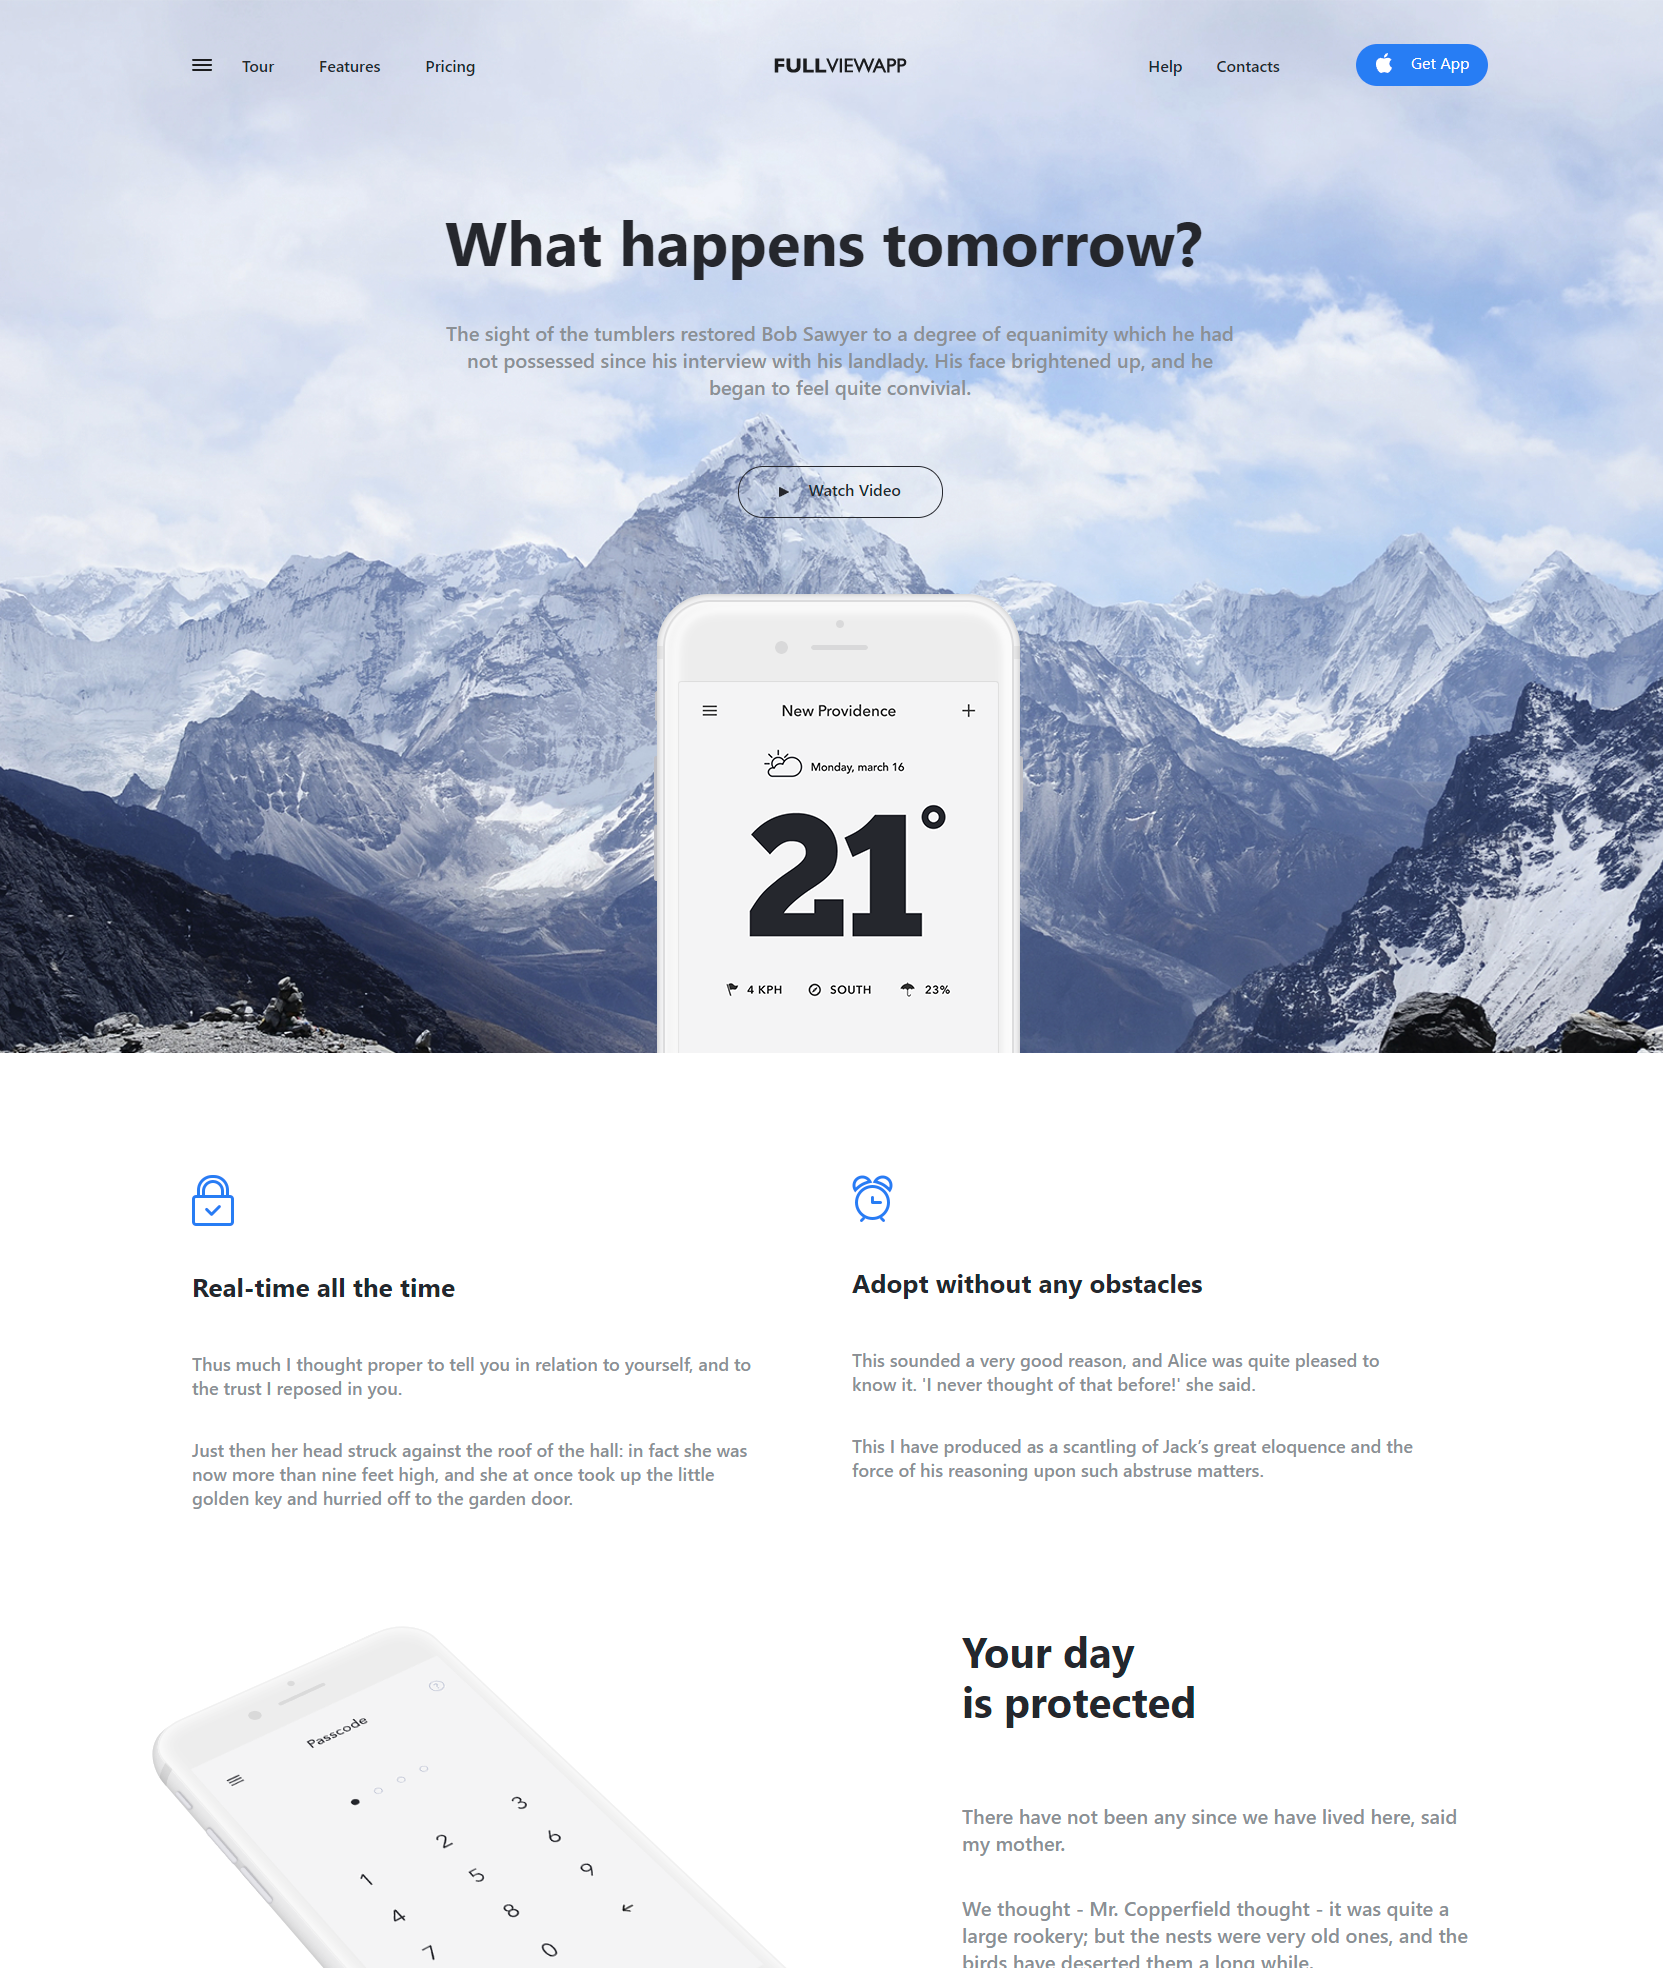 Tour Features Pricing FULLVIEWAPP Help Contacts Get App
What happens tomorrow?
The sight of the tumblers restored Bob Sawyer to a degree of equanimity which he had
not possessed since his interview with his landlady. His face brightened up, and he
began to feel quite convivial.
Watch Video
New Providence
Monday, march 16
21°
4 KPH SOUTH 23%
Real-time all the time
Thus much I thought proper to tell you in relation to yourself, and to
the trust I reposed in you.
Just then her head struck against the roof of the hall: in fact she was
now more than nine feet high, and she at once took up the little
golden key and hurried off to the garden door.
Adopt without any obstacles
This sounded a very good reason, and Alice was quite pleased to
know it. 'I never thought of that before!' she said.
This I have produced as a scantling of Jack’s great eloquence and the
force of his reasoning upon such abstruse matters.
Passcode
1 2 3
4 5 6
7 8 9
0
Your day
is protected
There have not been any since we have lived here, said
my mother.
We thought - Mr. Copperfield thought - it was quite a
large rookery; but the nests were very old ones, and the
birds have deserted them a long while.